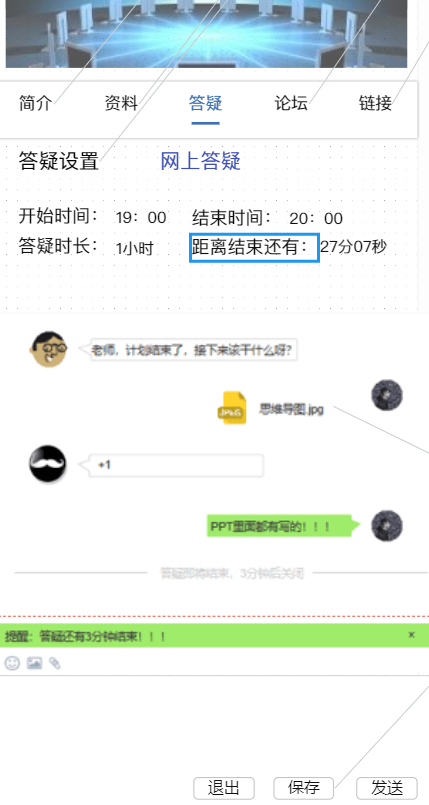 简介 资料 答疑 论坛 链接
答疑设置 网上答疑
开始时间： 19：00 结束时间： 20：00
答疑时长： 1小时 距离结束还有： 27分07秒
老师，计划结束了，接下来该干什么呀？
JPEG 思维导图.jpg
+1
PPT里面都有写的！！！
答疑即将结束，3分钟后关闭
提醒：答疑还有3分钟结束！！！ ×
退出 保存 发送